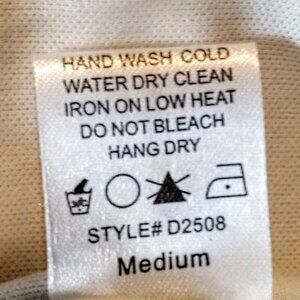 HAND WASH COLD
WATER DRY CLEAN
IRON ON LOW HEAT
DO NOT BLEACH
HANG DRY
STYLE# D2508
Medium